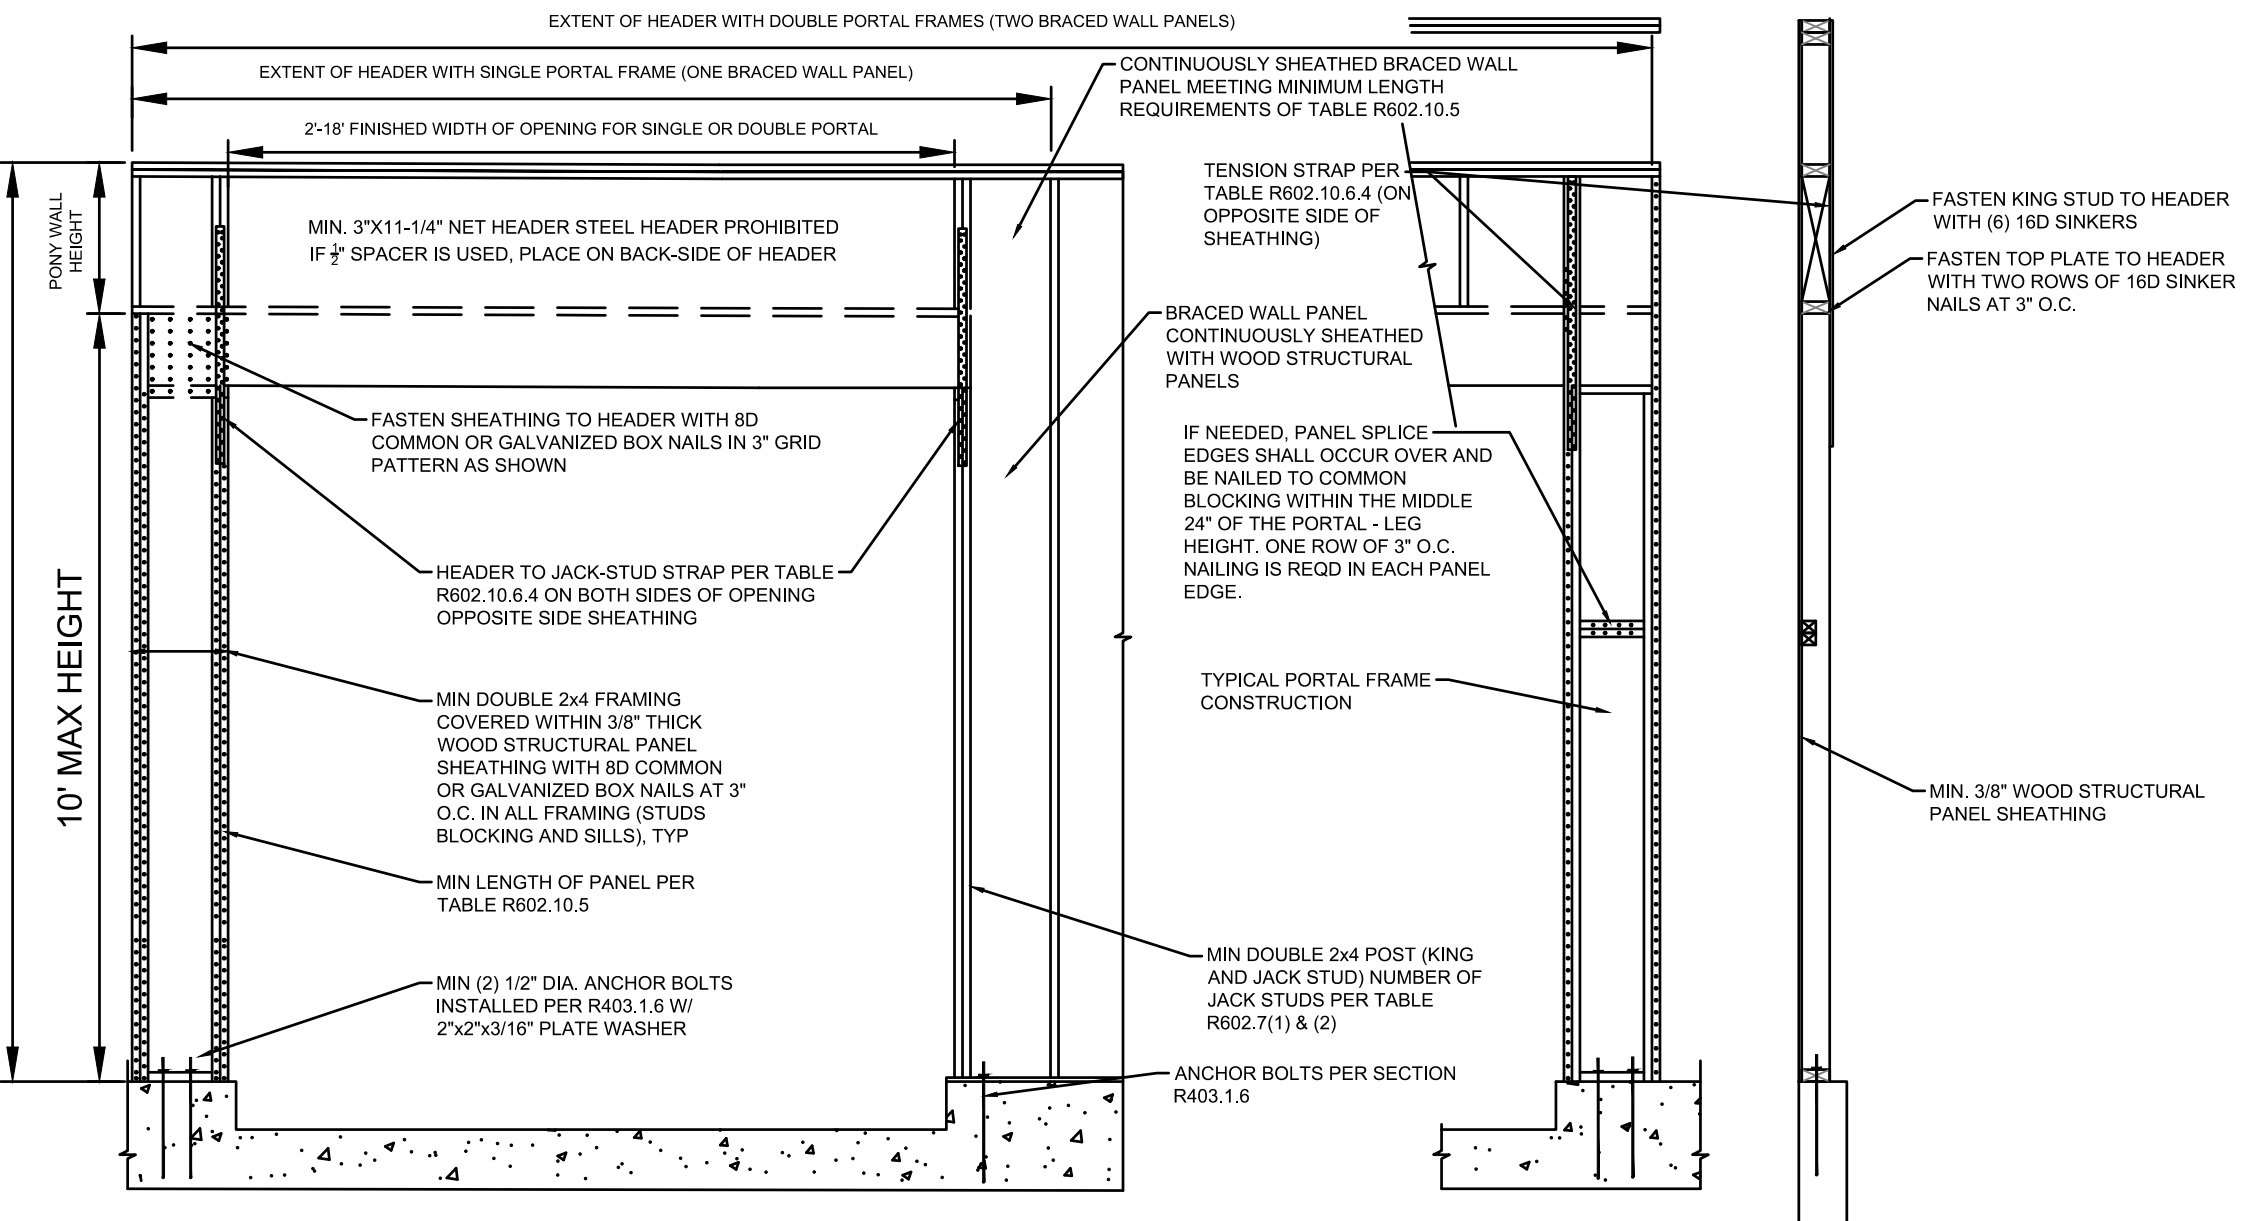 EXTENT OF HEADER WITH DOUBLE PORTAL FRAMES (TWO BRACED WALL PANELS)
EXTENT OF HEADER WITH SINGLE PORTAL FRAME (ONE BRACED WALL PANEL)
2'-18' FINISHED WIDTH OF OPENING FOR SINGLE OR DOUBLE PORTAL
PONY WALL
HEIGHT
10' MAX HEIGHT
MIN. 3"X11-1/4" NET HEADER STEEL HEADER PROHIBITED
IF 1/2" SPACER IS USED, PLACE ON BACK-SIDE OF HEADER
FASTEN SHEATHING TO HEADER WITH 8D
COMMON OR GALVANIZED BOX NAILS IN 3" GRID
PATTERN AS SHOWN
HEADER TO JACK-STUD STRAP PER TABLE
R602.10.6.4 ON BOTH SIDES OF OPENING
OPPOSITE SIDE SHEATHING
MIN DOUBLE 2x4 FRAMING
COVERED WITHIN 3/8" THICK
WOOD STRUCTURAL PANEL
SHEATHING WITH 8D COMMON
OR GALVANIZED BOX NAILS AT 3"
O.C. IN ALL FRAMING (STUDS
BLOCKING AND SILLS), TYP
MIN LENGTH OF PANEL PER
TABLE R602.10.5
MIN (2) 1/2" DIA. ANCHOR BOLTS
INSTALLED PER R403.1.6 W/
2"x2"x3/16" PLATE WASHER
CONTINUOUSLY SHEATHED BRACED WALL
PANEL MEETING MINIMUM LENGTH
REQUIREMENTS OF TABLE R602.10.5
TENSION STRAP PER
TABLE R602.10.6.4 (ON
OPPOSITE SIDE OF
SHEATHING)
BRACED WALL PANEL
CONTINUOUSLY SHEATHED
WITH WOOD STRUCTURAL
PANELS
IF NEEDED, PANEL SPLICE
EDGES SHALL OCCUR OVER AND
BE NAILED TO COMMON
BLOCKING WITHIN THE MIDDLE
24" OF THE PORTAL - LEG
HEIGHT. ONE ROW OF 3" O.C.
NAILING IS REQD IN EACH PANEL
EDGE.
TYPICAL PORTAL FRAME
CONSTRUCTION
MIN DOUBLE 2x4 POST (KING
AND JACK STUD) NUMBER OF
JACK STUDS PER TABLE
R602.7(1) & (2)
ANCHOR BOLTS PER SECTION
R403.1.6
FASTEN KING STUD TO HEADER
WITH (6) 16D SINKERS
FASTEN TOP PLATE TO HEADER
WITH TWO ROWS OF 16D SINKER
NAILS AT 3" O.C.
MIN. 3/8" WOOD STRUCTURAL
PANEL SHEATHING